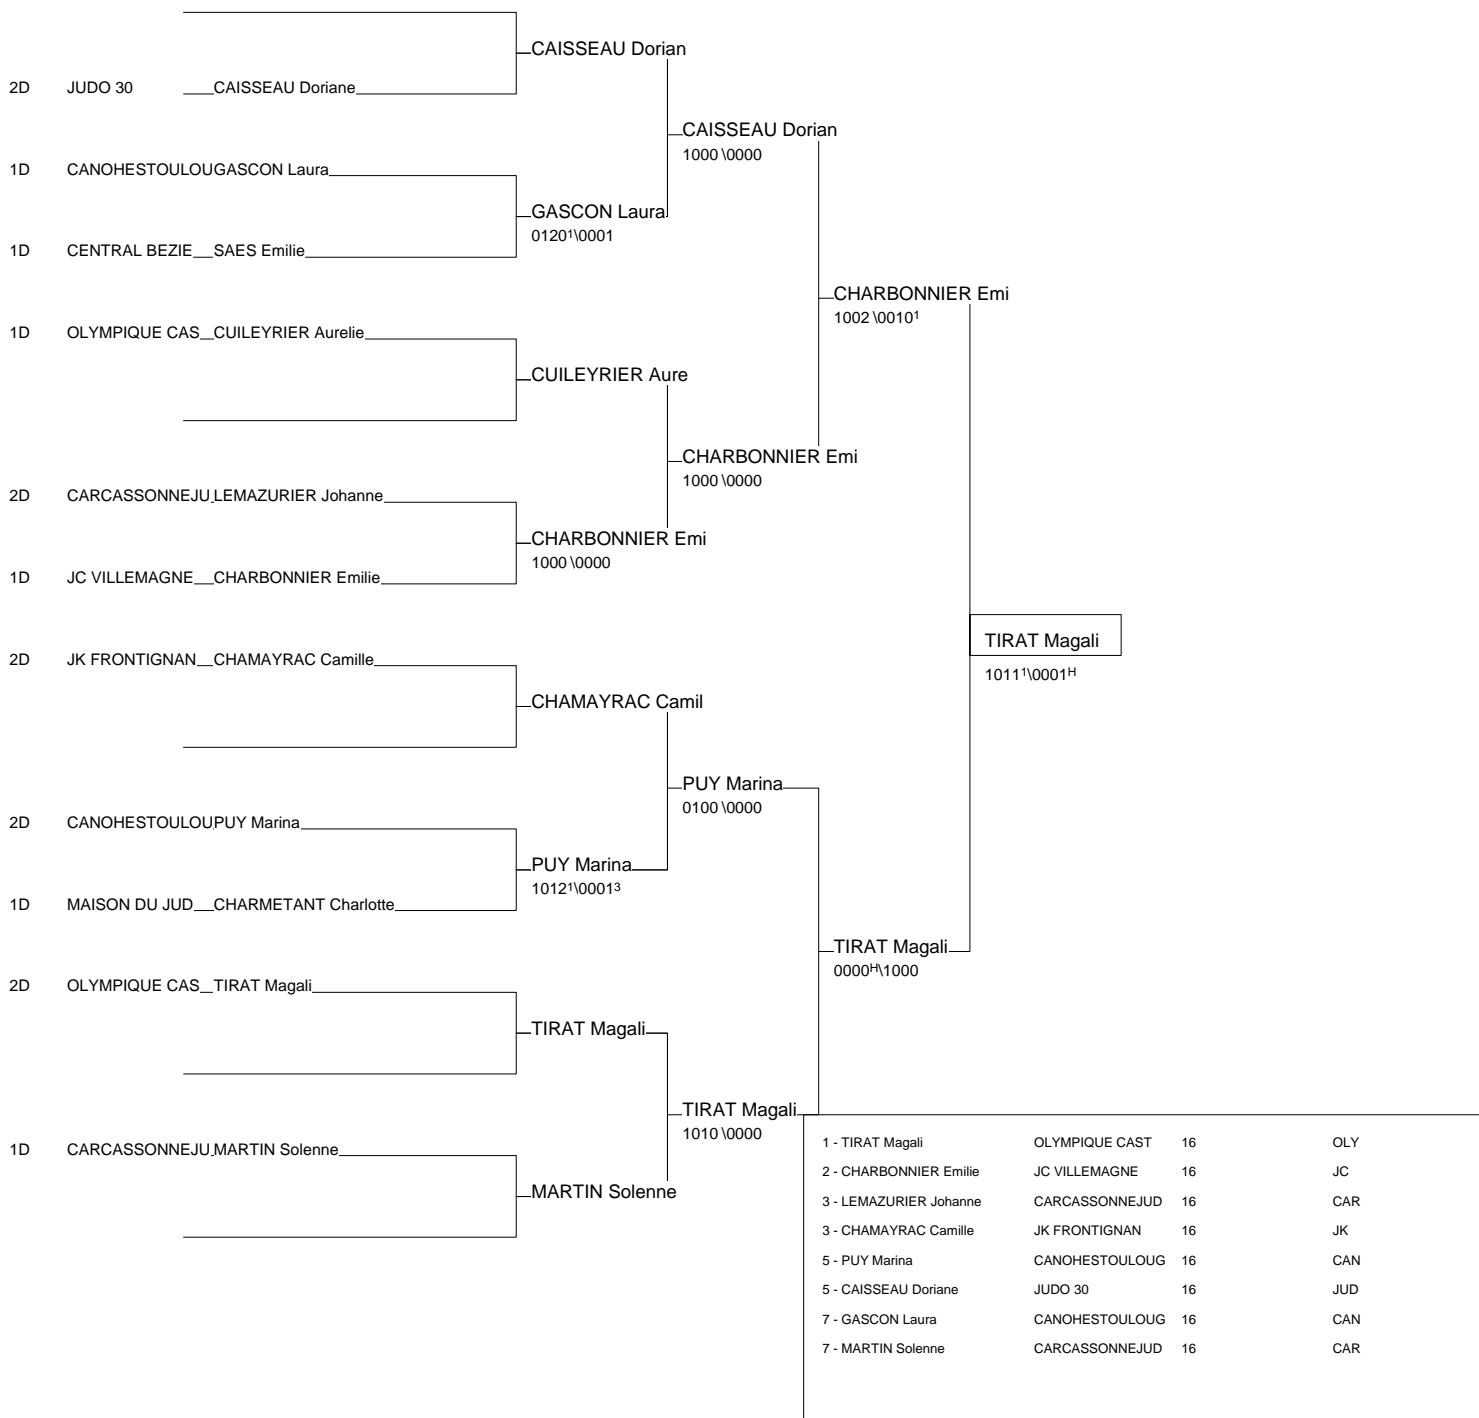 CAISSEAU Dorian
2D JUDO 30 CAISSEAU Doriane
CAISSEAU Dorian
1000 \0000
1D CANOHESTOULOUGASCON Laura
GASCON Laura
0120¹\0001
1D CENTRAL BEZIE SAES Emilie
CHARBONNIER Emi
1002 \0010¹
1D OLYMPIQUE CAS CUILEYRIER Aurelie
CUILEYRIER Aure
CHARBONNIER Emi
1000 \0000
2D CARCASSONNEJU LEMAZURIER Johanne
CHARBONNIER Emi
1000 \0000
1D JC VILLEMAGNE CHARBONNIER Emilie
TIRAT Magali
1011¹\0001ᴴ
2D JK FRONTIGNAN CHAMAYRAC Camille
CHAMAYRAC Camil
PUY Marina
0100 \0000
2D CANOHESTOULOUPUY Marina
PUY Marina
1012¹\0001³
1D MAISON DU JUD CHARMETANT Charlotte
TIRAT Magali
0000ᴴ\1000
2D OLYMPIQUE CAS TIRAT Magali
TIRAT Magali
TIRAT Magali
1010 \0000
1D CARCASSONNEJU MARTIN Solenne
MARTIN Solenne
1 - TIRAT Magali OLYMPIQUE CAST 16 OLY
2 - CHARBONNIER Emilie JC VILLEMAGNE 16 JC
3 - LEMAZURIER Johanne CARCASSONNEJUD 16 CAR
3 - CHAMAYRAC Camille JK FRONTIGNAN 16 JK
5 - PUY Marina CANOHESTOULOUG 16 CAN
5 - CAISSEAU Doriane JUDO 30 16 JUD
7 - GASCON Laura CANOHESTOULOUG 16 CAN
7 - MARTIN Solenne CARCASSONNEJUD 16 CAR